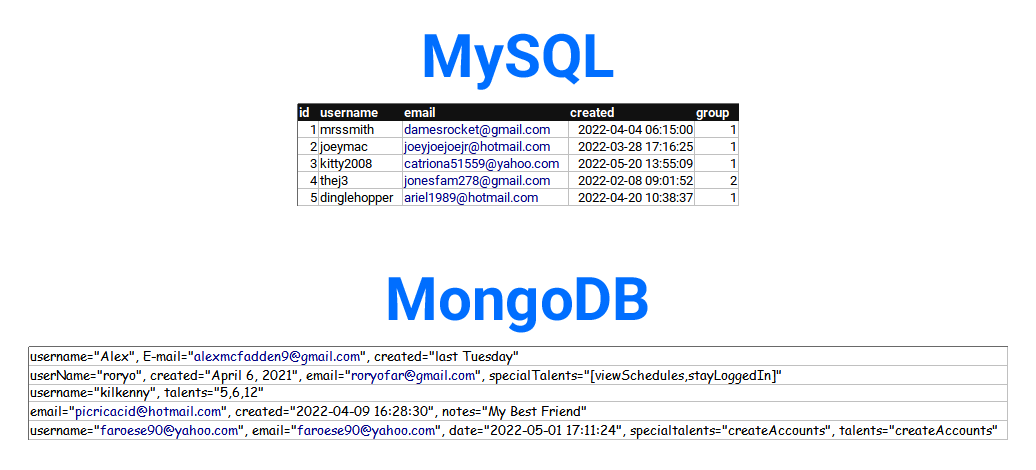 MySQL
id username email created group
1 mrssmith damesrocket@gmail.com 2022-04-04 06:15:00 1
2 joeymac joeyjoejoejr@hotmail.com 2022-03-28 17:16:25 1
3 kitty2008 catriona51559@yahoo.com 2022-05-20 13:55:09 1
4 thej3 jonesfam278@gmail.com 2022-02-08 09:01:52 2
5 dinglehopper ariel1989@hotmail.com 2022-04-20 10:38:37 1
MongoDB
username="Alex", E-mail="alexmcfadden9@gmail.com", created="last Tuesday"
userName="roryo", created="April 6, 2021", email="roryofar@gmail.com", specialTalents="[viewSchedules,stayLoggedIn]"
username="kilkenny", talents="5,6,12"
email="picricacid@hotmail.com", created="2022-04-09 16:28:30", notes="My Best Friend"
username="faroese90@yahoo.com", email="faroese90@yahoo.com", date="2022-05-01 17:11:24", specialtalents="createAccounts", talents="createAccounts"